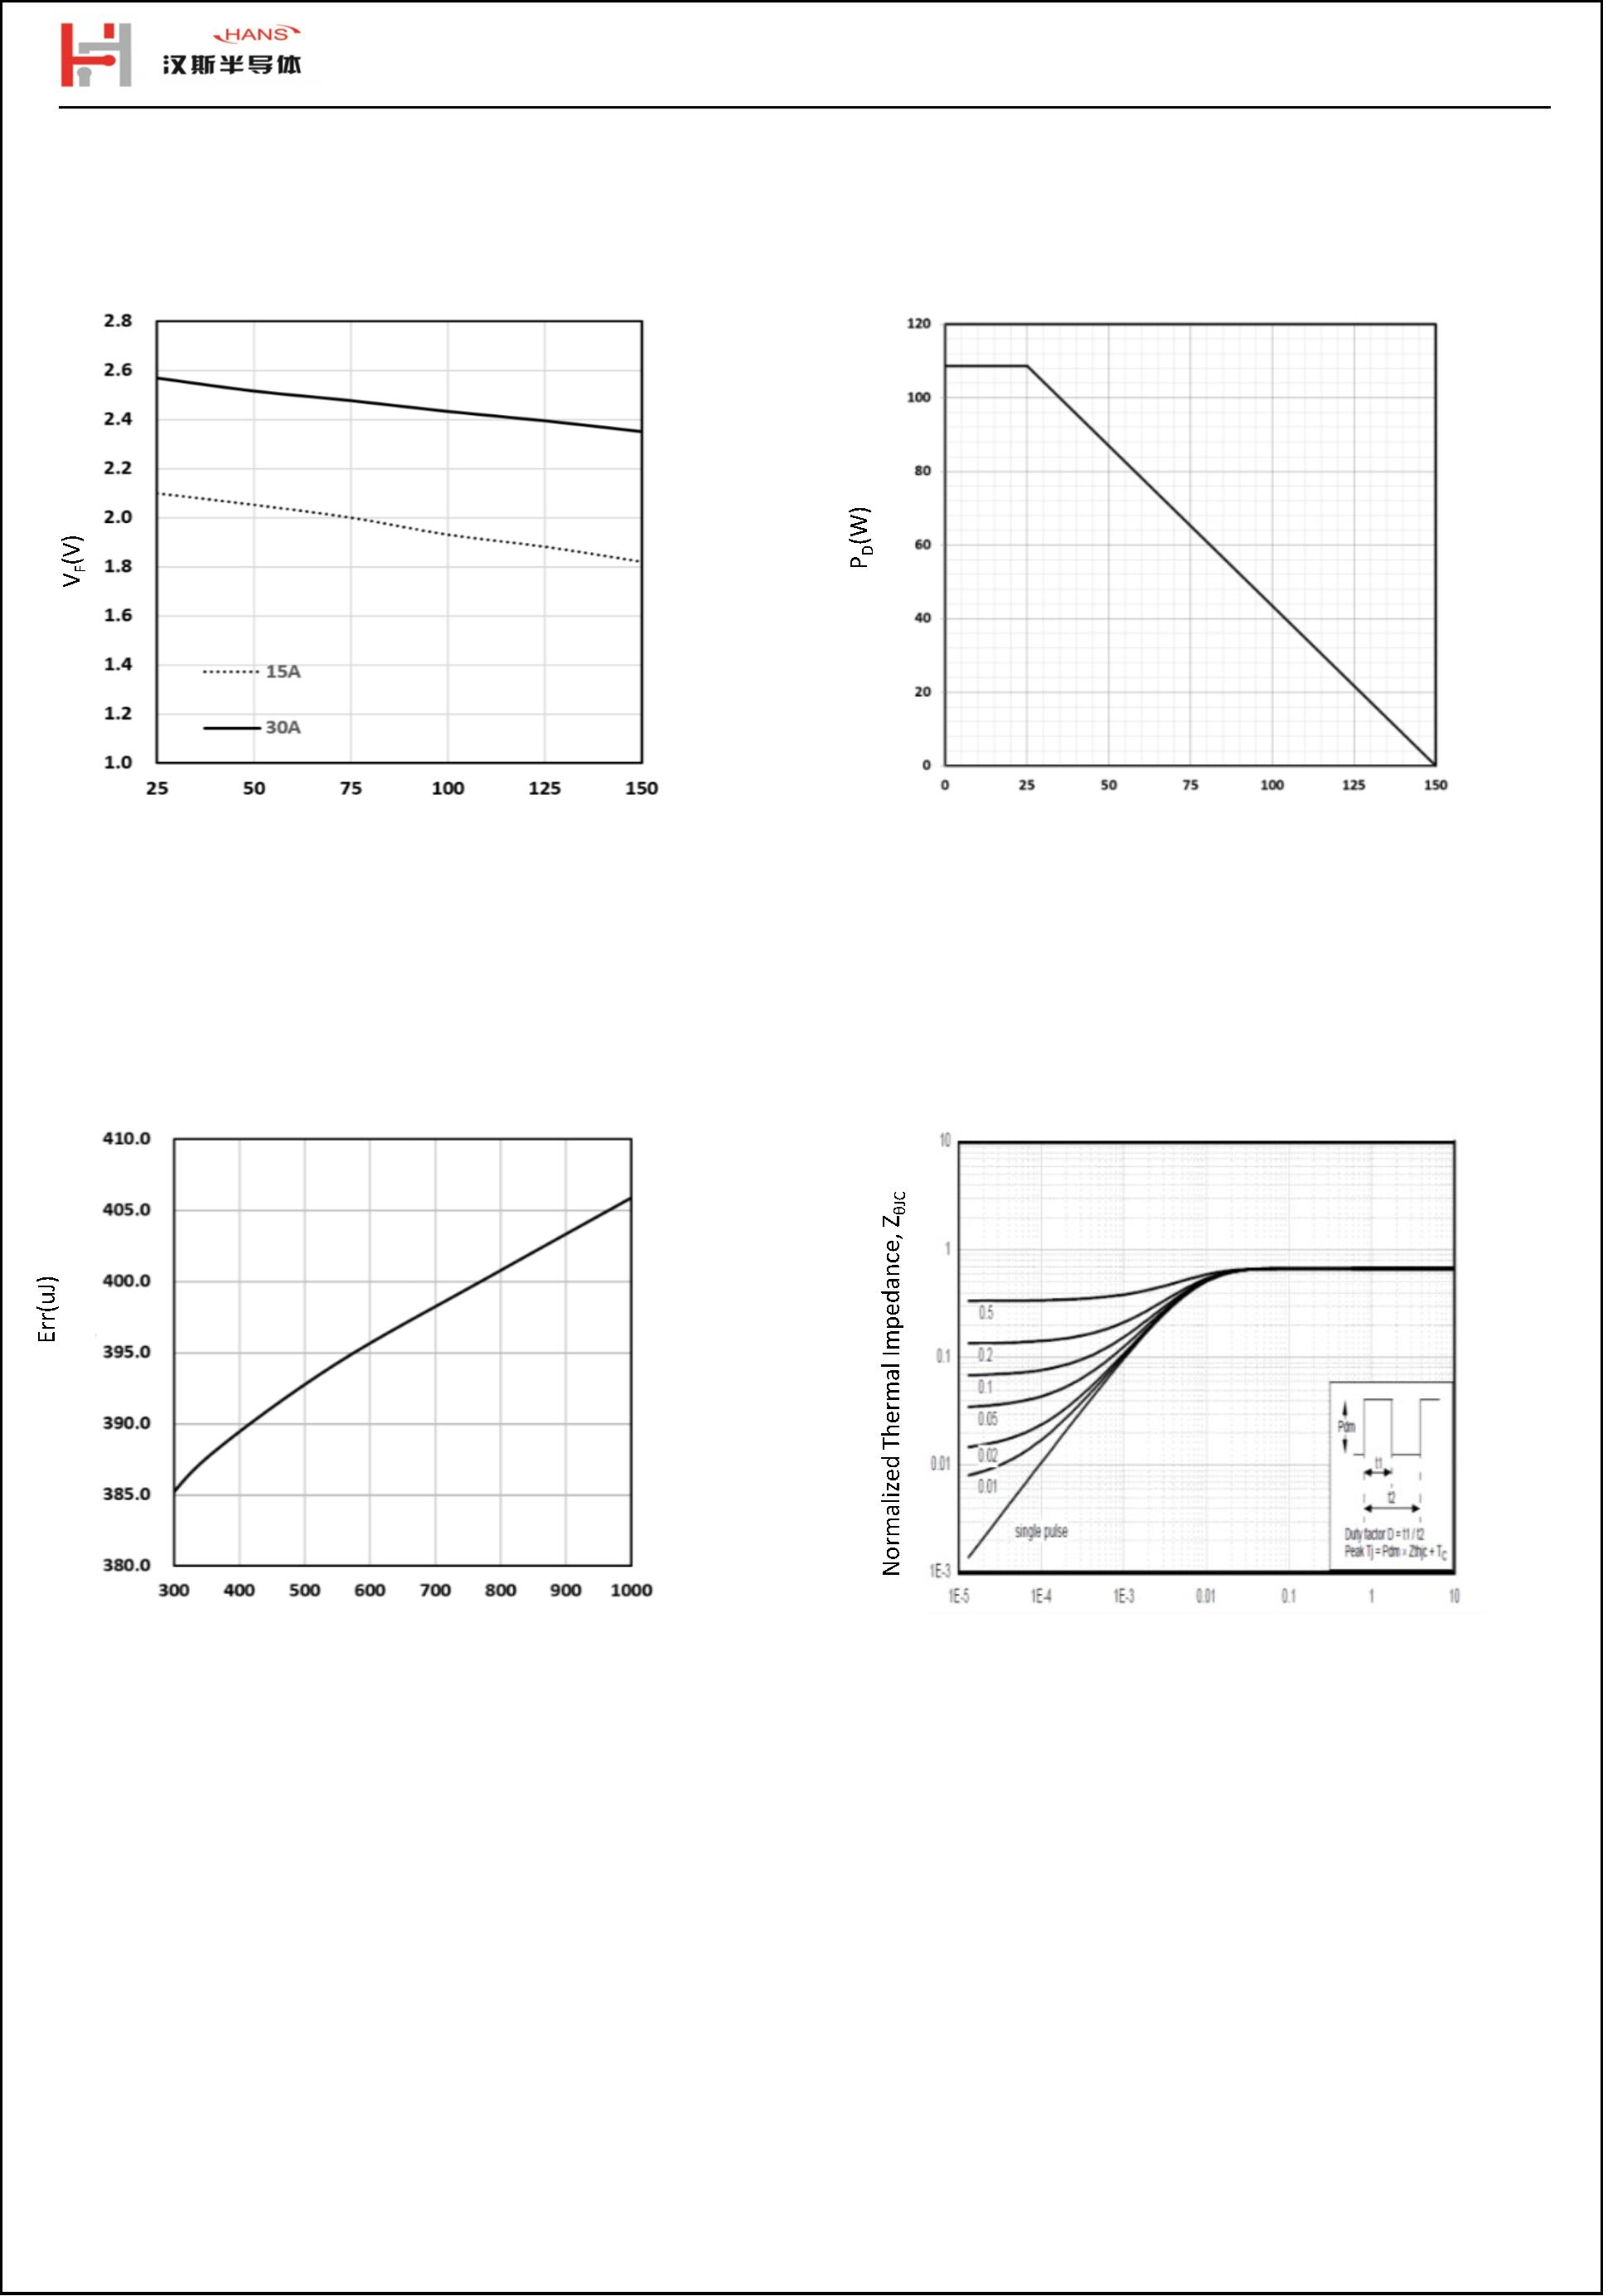 HANS
汉斯半导体
2.8
2.6
2.4
2.2
2.0
1.8
1.6
1.4
1.2
1.0
VF(V)
15A
30A
25 50 75 100 125 150
120
100
80
60
40
20
0
PD(W)
0 25 50 75 100 125 150
410.0
405.0
400.0
395.0
390.0
385.0
380.0
Err(uJ)
300 400 500 600 700 800 900 1000
Normalized Thermal Impedance, ZθJC
10
1
0.1
0.01
1E-3
0.5
0.2
0.1
0.05
0.02
0.01
single pulse
Pdm
t1
t2
Duty factor D = t1 / t2
Peak Tj = Pdm x Zthjc + Tc
1E-5 1E-4 1E-3 0.01 0.1 1 10